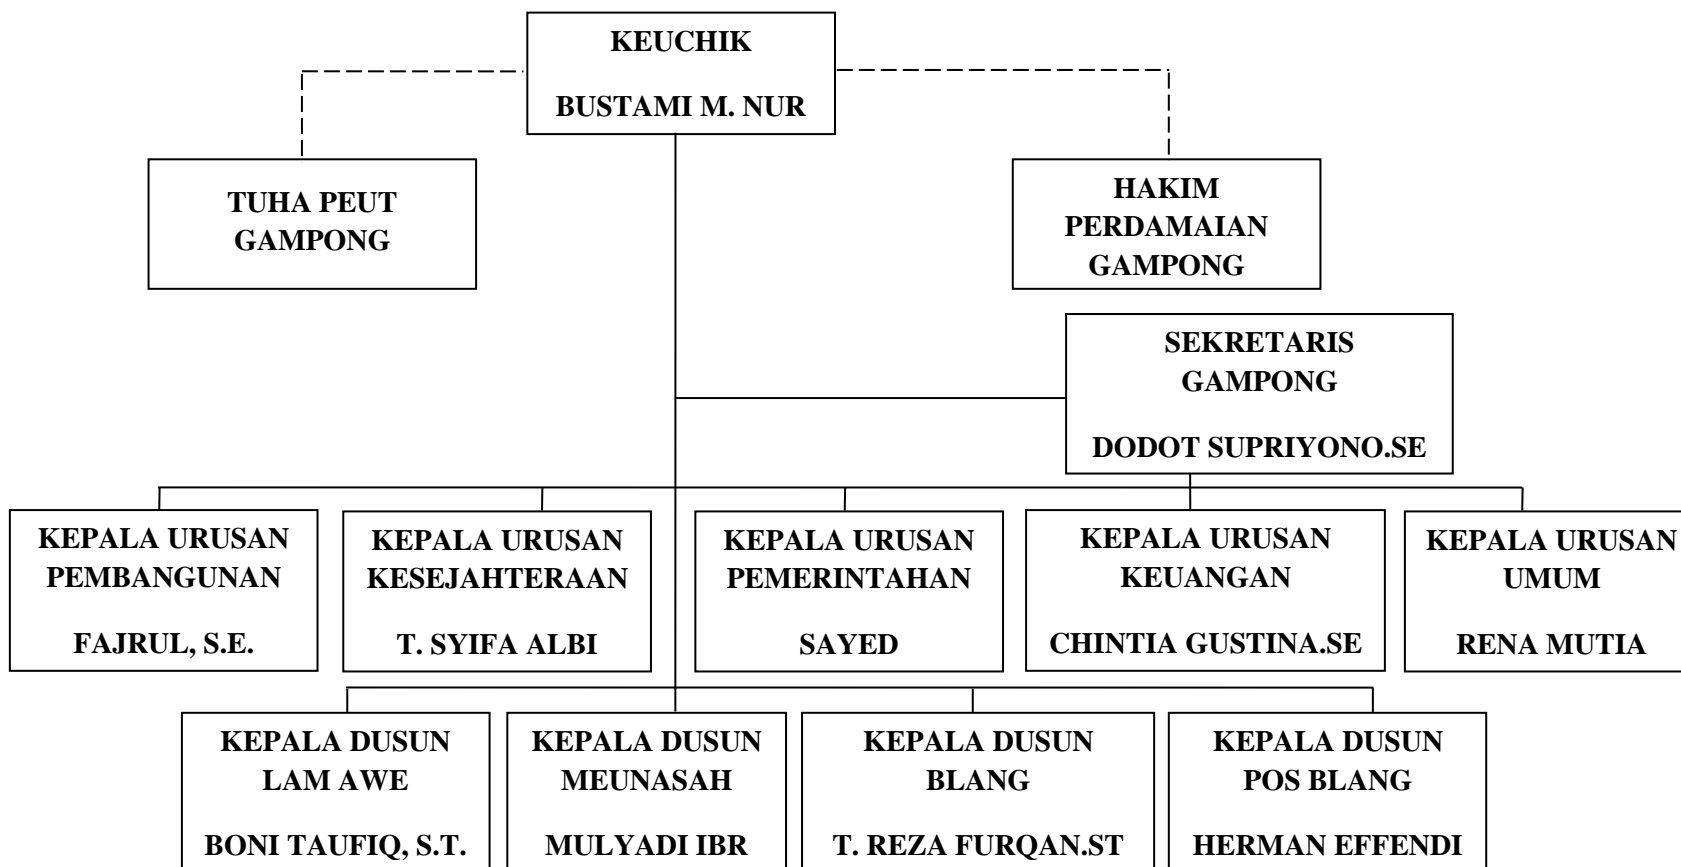 KEUCHIK
BUSTAMI M. NUR
TUHA PEUT
GAMPONG
HAKIM
PERDAMAIAN
GAMPONG
SEKRETARIS
GAMPONG
DODOT SUPRIYONO.SE
KEPALA URUSAN
PEMBANGUNAN
FAJRUL, S.E.
KEPALA URUSAN
KESEJAHTERAAN
T. SYIFA ALBI
KEPALA URUSAN
PEMERINTAHAN
SAYED
KEPALA URUSAN
KEUANGAN
CHINTIA GUSTINA.SE
KEPALA URUSAN
UMUM
RENA MUTIA
KEPALA DUSUN
LAM AWE
BONI TAUFIQ, S.T.
KEPALA DUSUN
MEUNASAH
MULYADI IBR
KEPALA DUSUN
BLANG
T. REZA FURQAN.ST
KEPALA DUSUN
POS BLANG
HERMAN EFFENDI